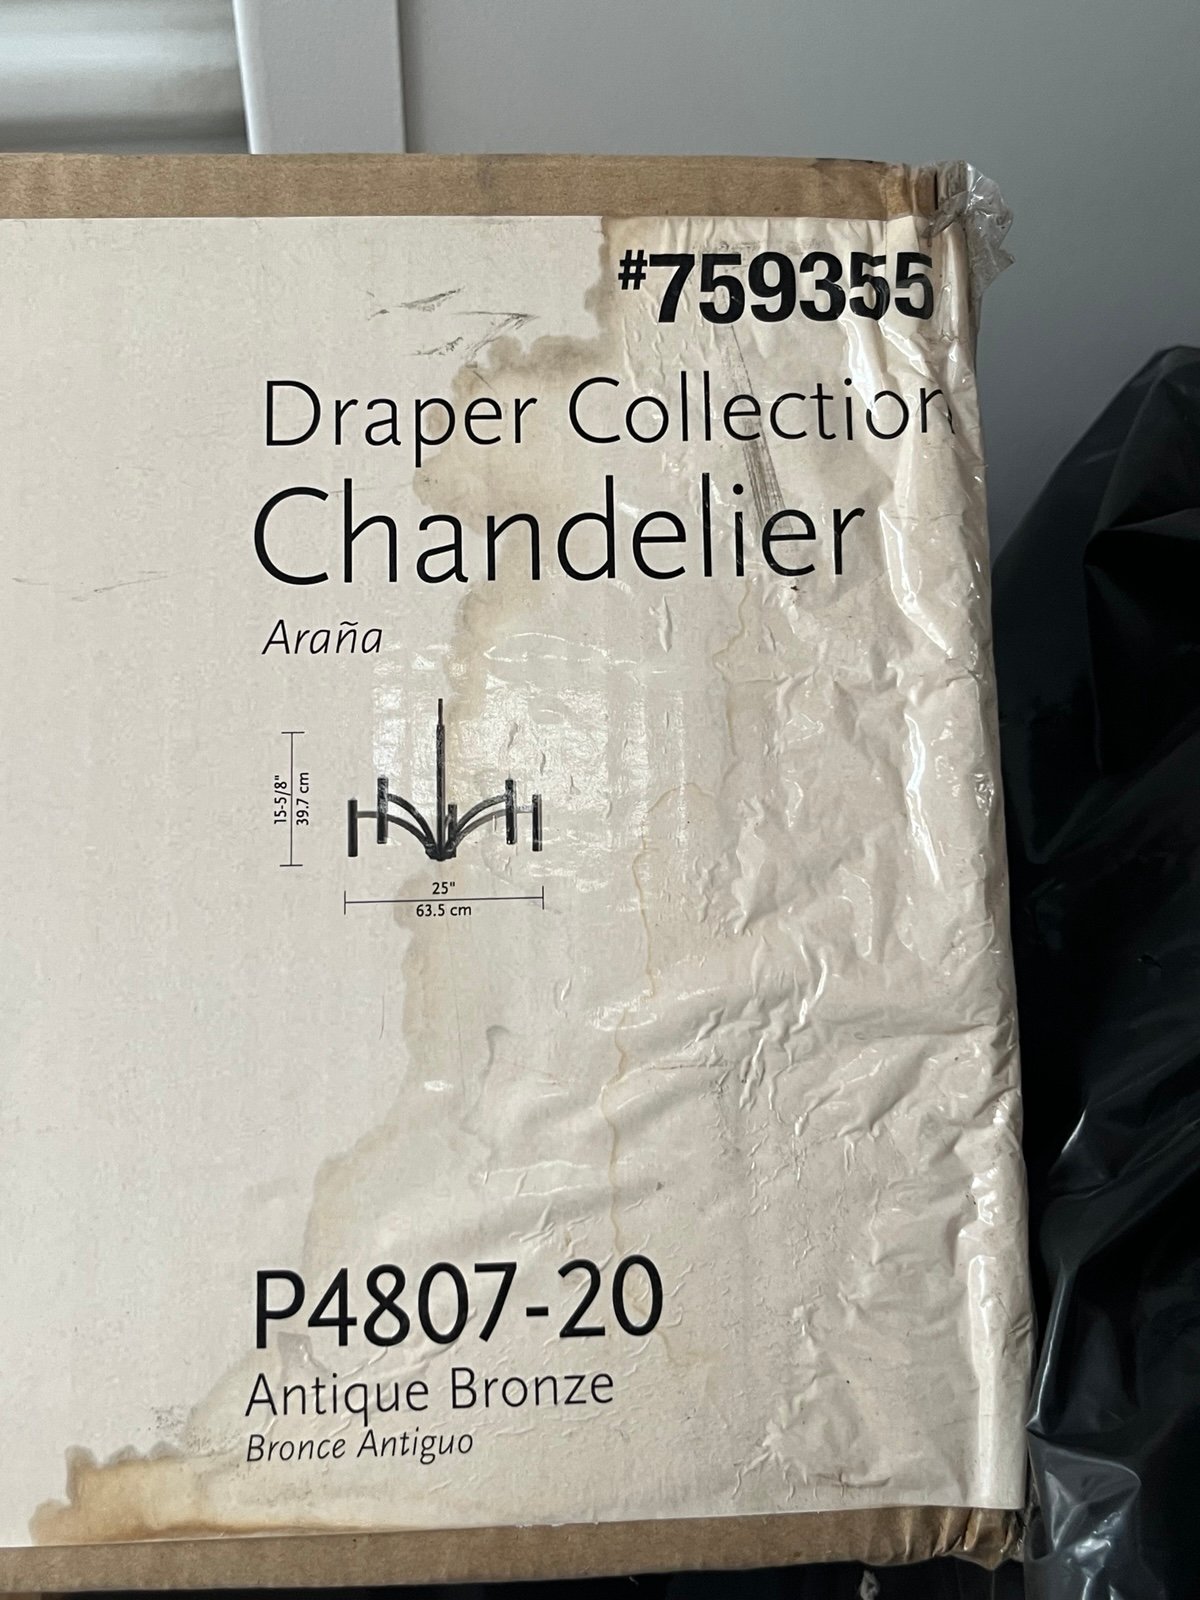 #759355
Draper Collection
Chandelier
Araña
15-5/8"
39.7 cm
25"
63.5 cm
P4807-20
Antique Bronze
Bronce Antiguo